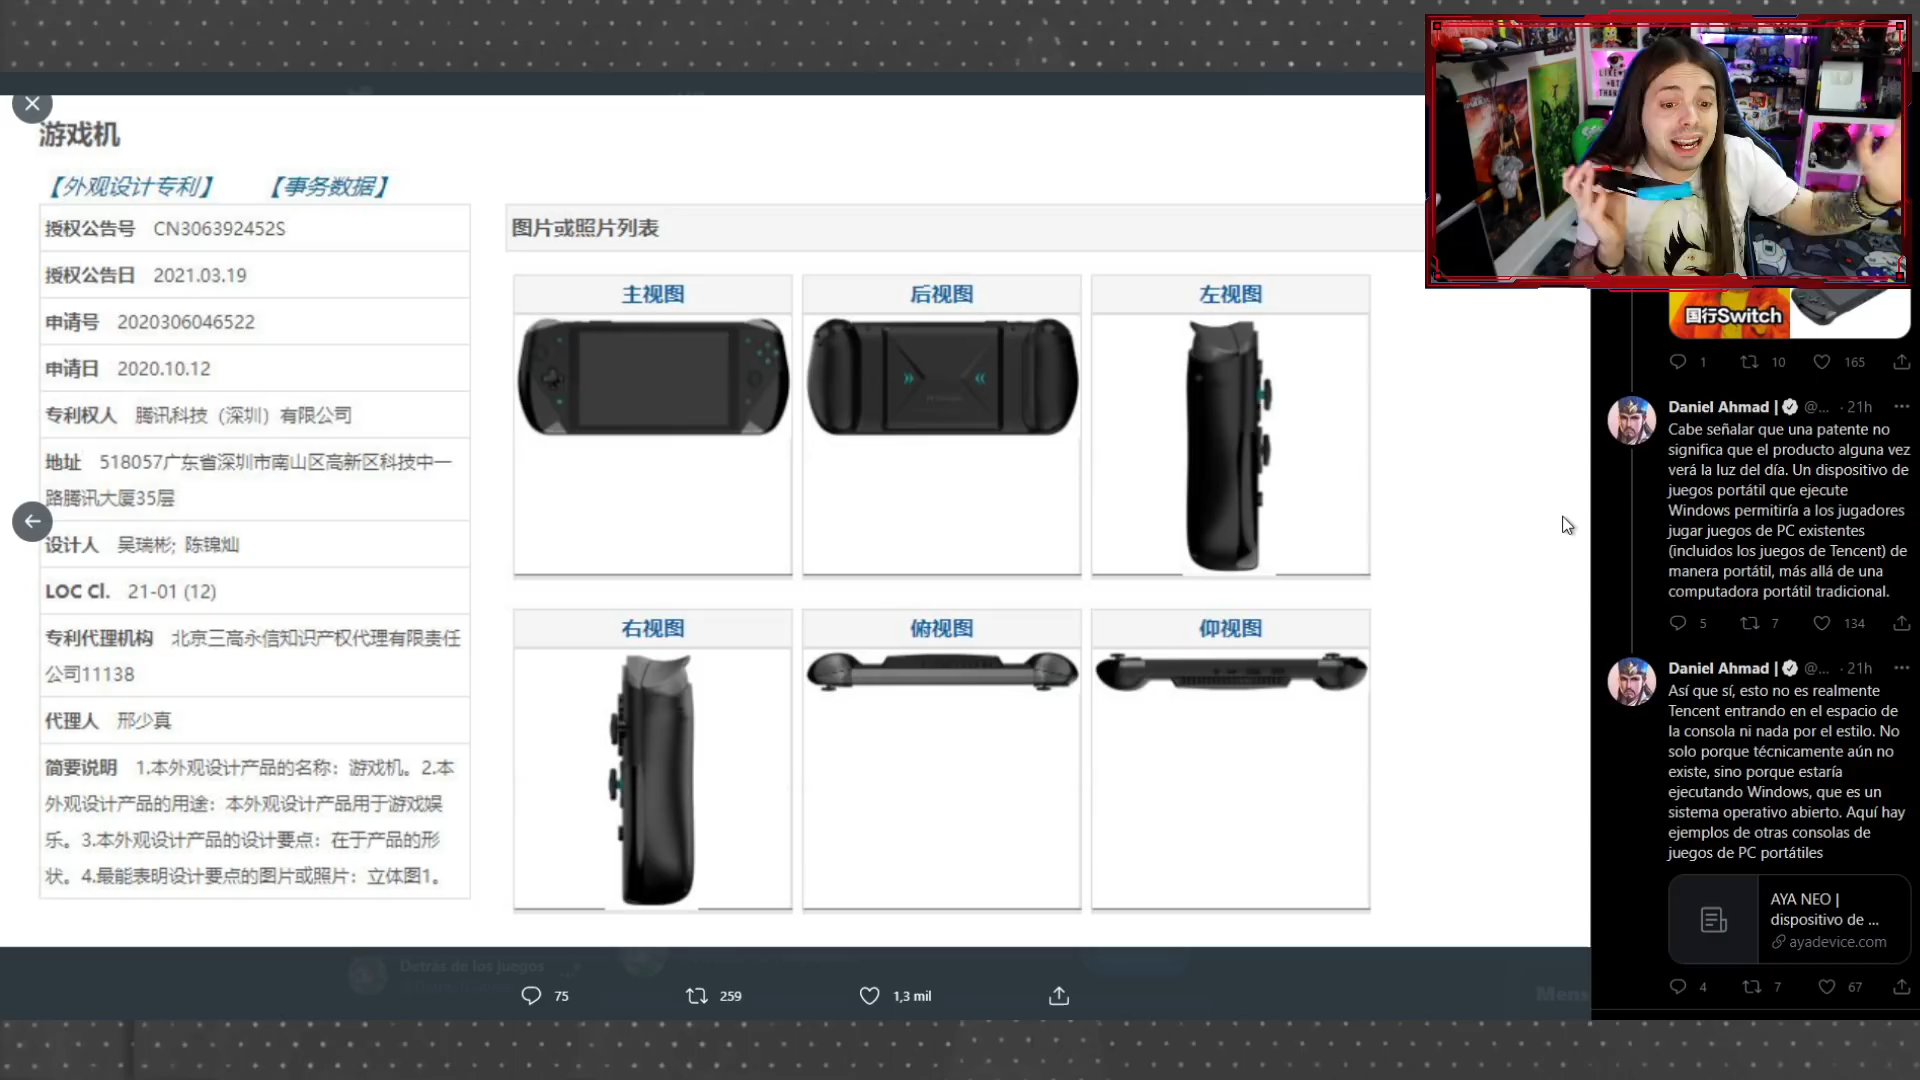 游戏机
【外观设计专利】 【事务数据】
授权公告号 CN306392452S
授权公告日 2021.03.19
申请号 2020306046522
申请日 2020.10.12
专利权人 腾讯科技（深圳）有限公司
地址 518057广东省深圳市南山区高新区科技中一
路腾讯大厦35层
设计人 吴瑞彬; 陈锦灿
LOC Cl. 21-01 (12)
专利代理机构 北京三高永信知识产权代理有限责任
公司11138
代理人 邢少真
简要说明 1.本外观设计产品的名称：游戏机。2.本
外观设计产品的用途：本外观设计产品用于游戏娱
乐。3.本外观设计产品的设计要点：在于产品的形
状。4.最能表明设计要点的图片或照片：立体图1。
图片或照片列表
主视图 后视图 左视图
右视图 俯视图 仰视图
Detrás de los juegos
75 259 1,3 mil
国行Switch
1 10 165
Daniel Ahmad | @... · 21h
Cabe señalar que una patente no
significa que el producto alguna vez
verá la luz del día. Un dispositivo de
juegos portátil que ejecute
Windows permitiría a los jugadores
jugar juegos de PC existentes
(incluidos los juegos de Tencent) de
manera portátil, más allá de una
computadora portátil tradicional.
5 7 134
Daniel Ahmad | @... · 21h
Así que sí, esto no es realmente
Tencent entrando en el espacio de
la consola ni nada por el estilo. No
solo porque técnicamente aún no
existe, sino porque estaría
ejecutando Windows, que es un
sistema operativo abierto. Aquí hay
ejemplos de otras consolas de
juegos de PC portátiles
AYA NEO |
dispositivo de ...
ayadevice.com
4 7 67